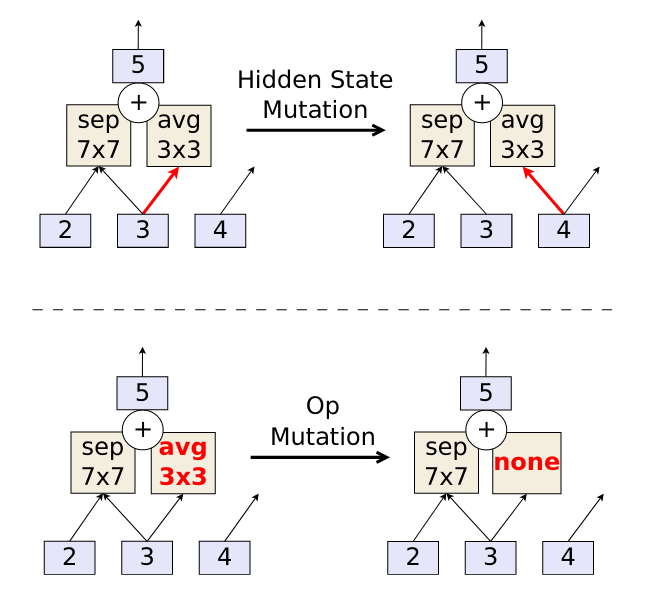 5
+
sep
7x7
avg
3x3
2
3
4
Hidden State
Mutation
5
+
sep
7x7
avg
3x3
2
3
4
5
+
sep
7x7
avg
3x3
2
3
4
Op
Mutation
5
+
sep
7x7
none
2
3
4